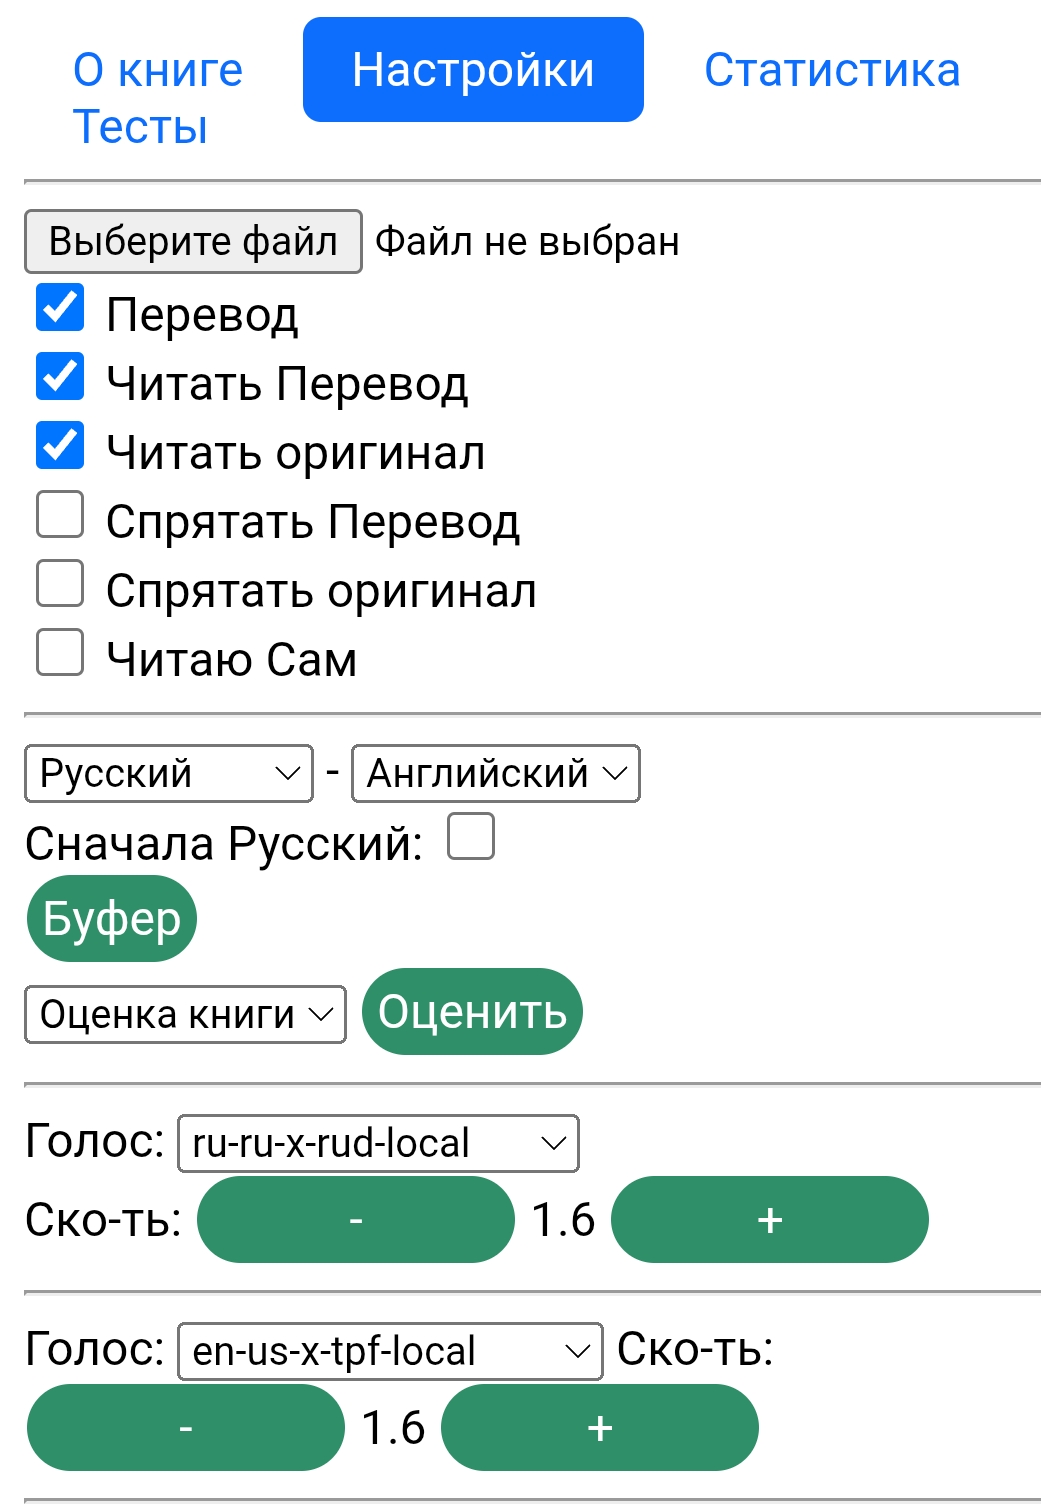 О книге Настройки Статистика
Тесты
Выберите файл Файл не выбран
Перевод
Читать Перевод
Читать оригинал
Спрятать Перевод
Спрятать оригинал
Читаю Сам
Русский - Английский
Сначала Русский:
Буфер
Оценка книги Оценить
Голос: ru-ru-x-rud-local
Ско-ть: - 1.6 +
Голос: en-us-x-tpf-local Ско-ть:
- 1.6 +